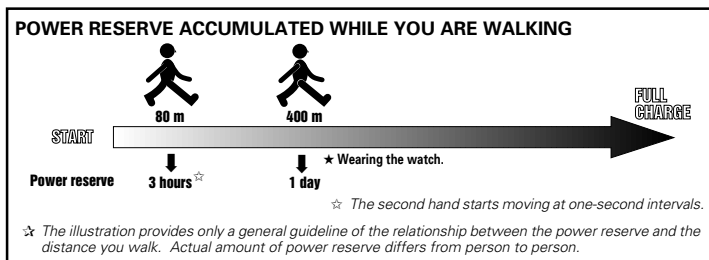 POWER RESERVE ACCUMULATED WHILE YOU ARE WALKING
80 m 400 m
FULL
CHARGE
START
★ Wearing the watch.
Power reserve 3 hours☆ 1 day
☆ The second hand starts moving at one-second intervals.
✰ The illustration provides only a general guideline of the relationship between the power reserve and the
distance you walk. Actual amount of power reserve differs from person to person.